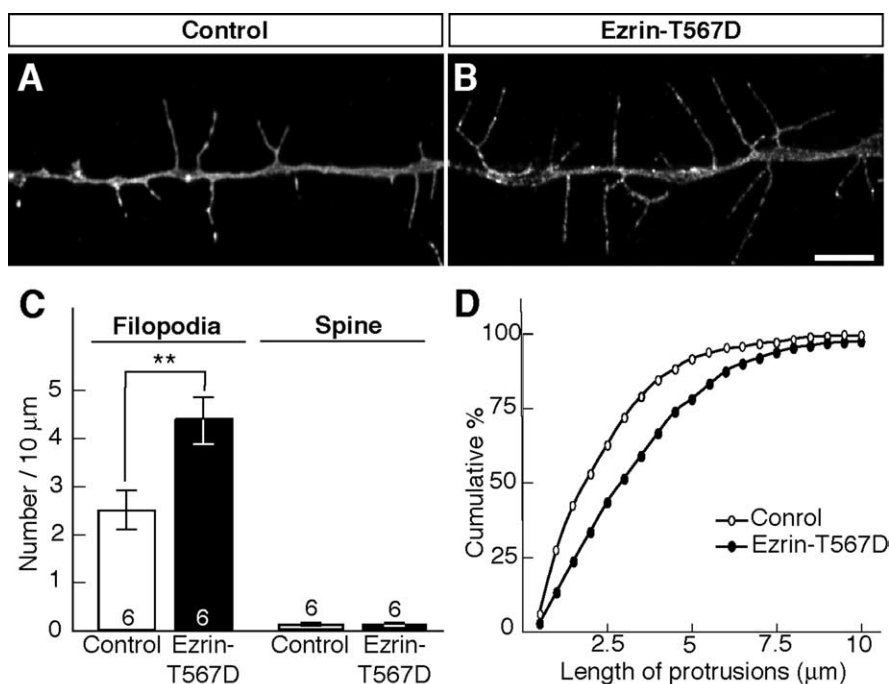 Control
Ezrin-T567D
A
B
C
Filopodia
Spine
**
Number / 10 μm
5
4
3
2
1
0
6
6
6
6
Control
Ezrin-
T567D
Control
Ezrin-
T567D
D
Cumulative %
100
75
50
25
0
Conrol
Ezrin-T567D
2.5
5
7.5
10
Length of protrusions (μm)